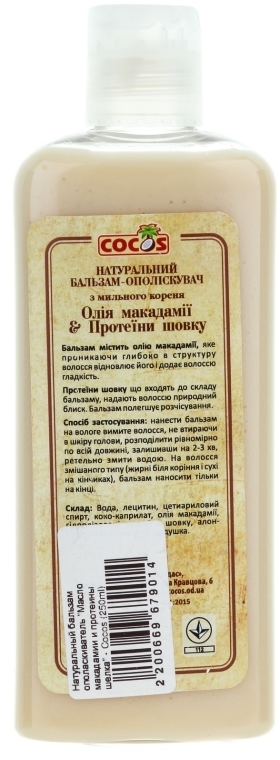 COCOS
НАТУРАЛЬНИЙ
БАЛЬЗАМ-ОПОЛІСКУВАЧ
з мильного кореня
Олія макадамії
& Протеїни шовку
Бальзам містить олію макадамії, яке
проникаючи глибоко в структуру
волосся відновлює його і додає волоссю
гладкість.
Протеїни шовку що входять до складу
бальзаму, надають волоссю природний
блиск. Бальзам полегшує розчісування.
Спосіб застосування: нанести бальзам
на вологе вимите волосся, не втираючи
в шкіру голови, розподілити рівномірно
по всій довжині, залишивши на 2-3 хв,
ретельно змити водою. На волосся
змішаного типу (жирні біля коріння і сухі
на кінчиках), бальзам наносити тільки
на кінці.
Склад: Вода, лецитин, цетиариловий
спирт, коко-каприлат, олія макадамії,
шовку, алон-
душка.
Кравцова, 6
cocos.od.ua
2015
Натуральный бальзам
ополаскиватель "Масло
макадамии и протеины
шелка" - Cocos (250ml)
2 200869 679014